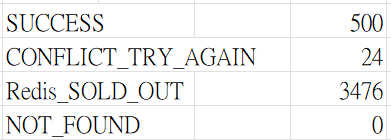 SUCCESS 500
CONFLICT_TRY_AGAIN 24
Redis_SOLD_OUT 3476
NOT_FOUND 0